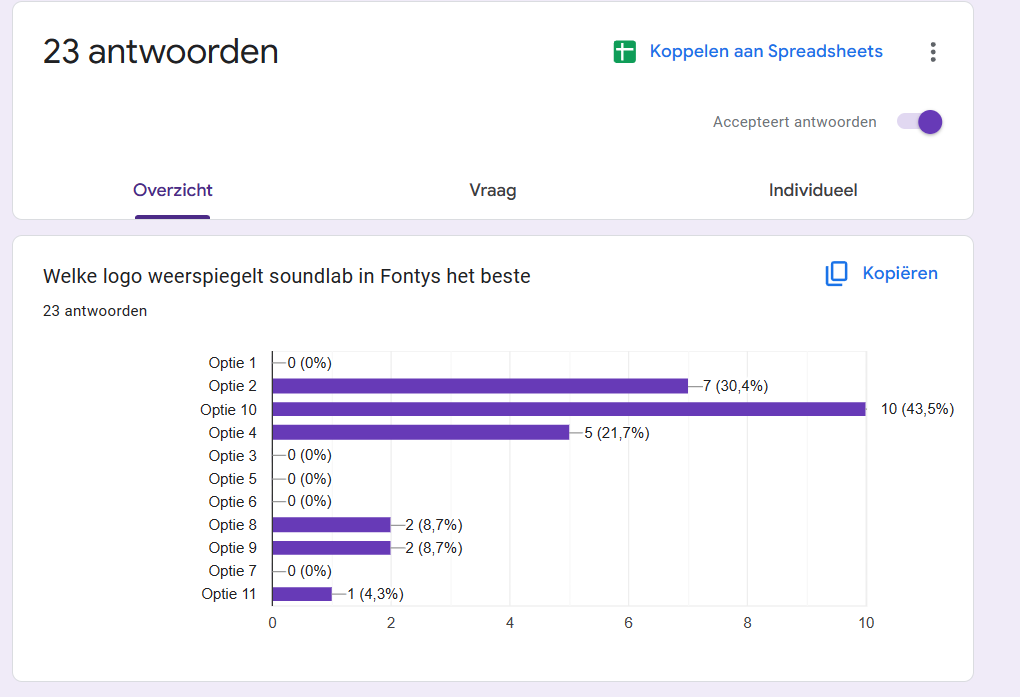 23 antwoorden
Koppelen aan Spreadsheets
Accepteert antwoorden
Overzicht
Vraag
Individueel
Welke logo weerspiegelt soundlab in Fontys het beste
Kopiëren
23 antwoorden
Optie 1 0 (0%)
Optie 2 7 (30,4%)
Optie 10 10 (43,5%)
Optie 4 5 (21,7%)
Optie 3 0 (0%)
Optie 5 0 (0%)
Optie 6 0 (0%)
Optie 8 2 (8,7%)
Optie 9 2 (8,7%)
Optie 7 0 (0%)
Optie 11 1 (4,3%)
0 2 4 6 8 10